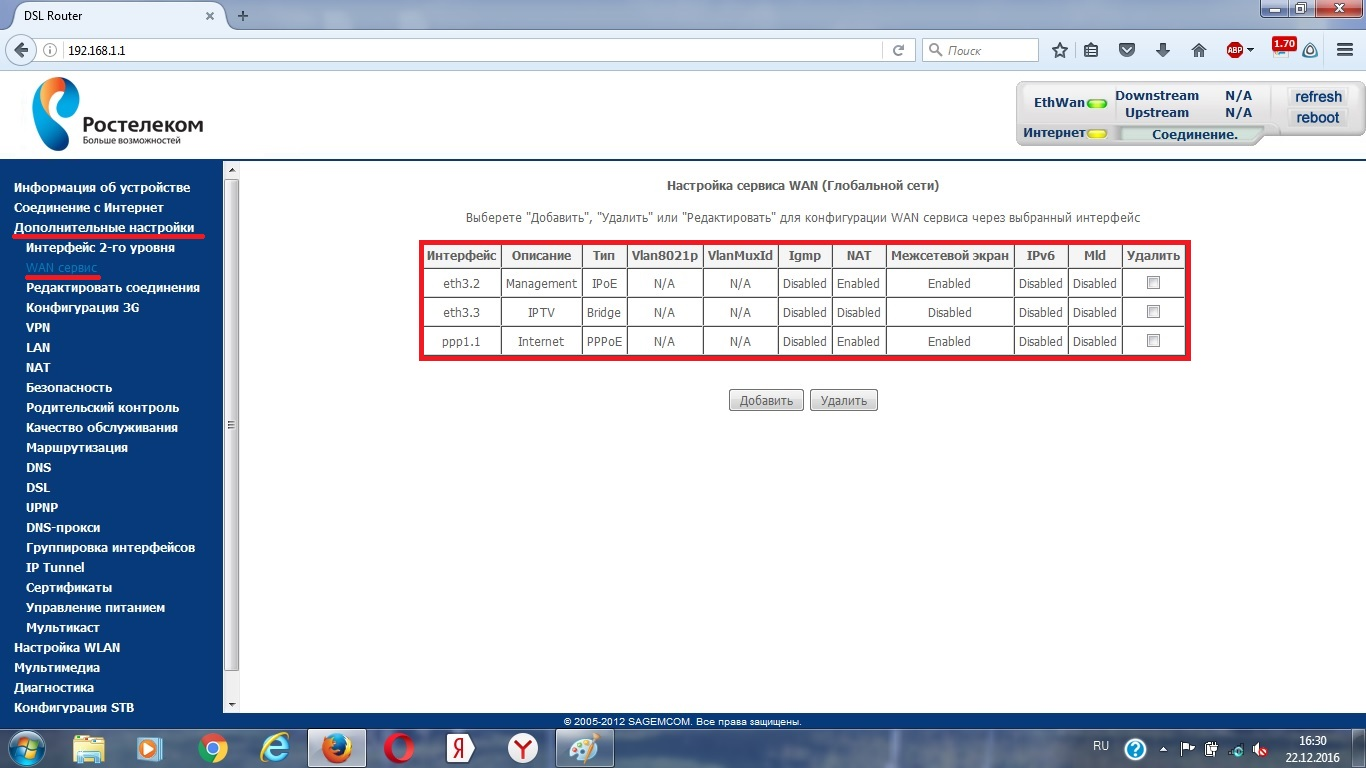 DSL Router
192.168.1.1
Поиск
ABP
1.70
Ростелеком
Больше возможностей
EthWan Downstream N/A
Upstream N/A
Интернет Соединение.
refresh
reboot
Информация об устройстве
Соединение с Интернет
Дополнительные настройки
Интерфейс 2-го уровня
WAN сервис
Редактировать соединения
Конфигурация 3G
VPN
LAN
NAT
Безопасность
Родительский контроль
Качество обслуживания
Маршрутизация
DNS
DSL
UPNP
DNS-прокси
Группировка интерфейсов
IP Tunnel
Сертификаты
Управление питанием
Мультикаст
Настройка WLAN
Мультимедиа
Диагностика
Конфигурация STB
Настройка сервиса WAN (Глобальной сети)
Выберете "Добавить", "Удалить" или "Редактировать" для конфигурации WAN сервиса через выбранный интерфейс
Интерфейс Описание Тип Vlan8021p VlanMuxId Igmp NAT Межсетевой экран IPv6 Mld Удалить
eth3.2 Management IPoE N/A N/A Disabled Enabled Enabled Disabled Disabled
eth3.3 IPTV Bridge N/A N/A Disabled Disabled Disabled Disabled Disabled
ppp1.1 Internet PPPoE N/A N/A Disabled Enabled Enabled Disabled Disabled
Добавить Удалить
© 2005-2012 SAGEMCOM. Все права защищены.
RU
16:30
22.12.2016